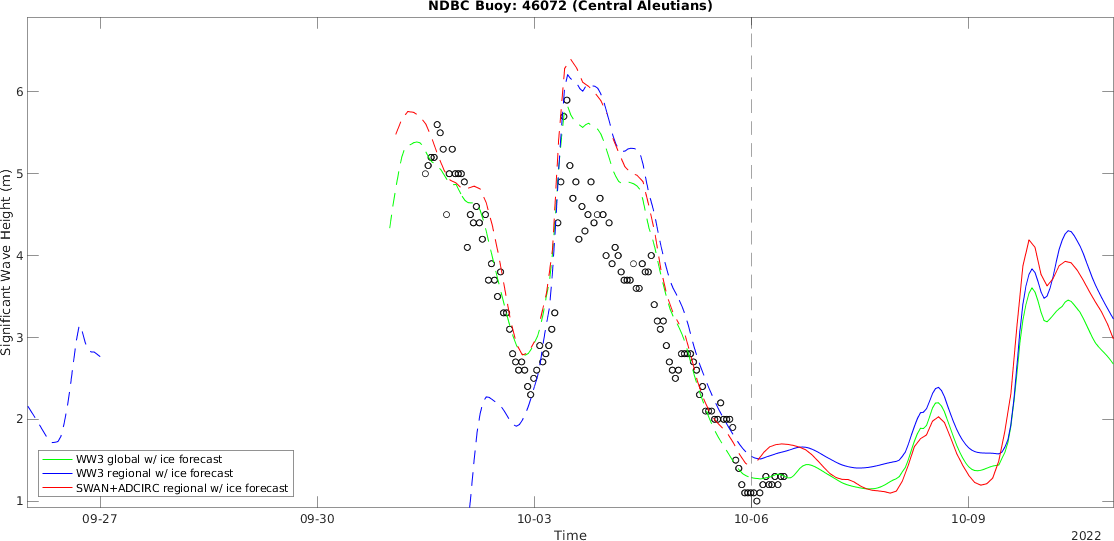 NDBC Buoy: 46072 (Central Aleutians)
Significant Wave Height (m)
6
5
4
3
2
1
WW3 global w/ ice forecast
WW3 regional w/ ice forecast
SWAN+ADCIRC regional w/ ice forecast
09-27 09-30 10-03 10-06 10-09
Time
2022